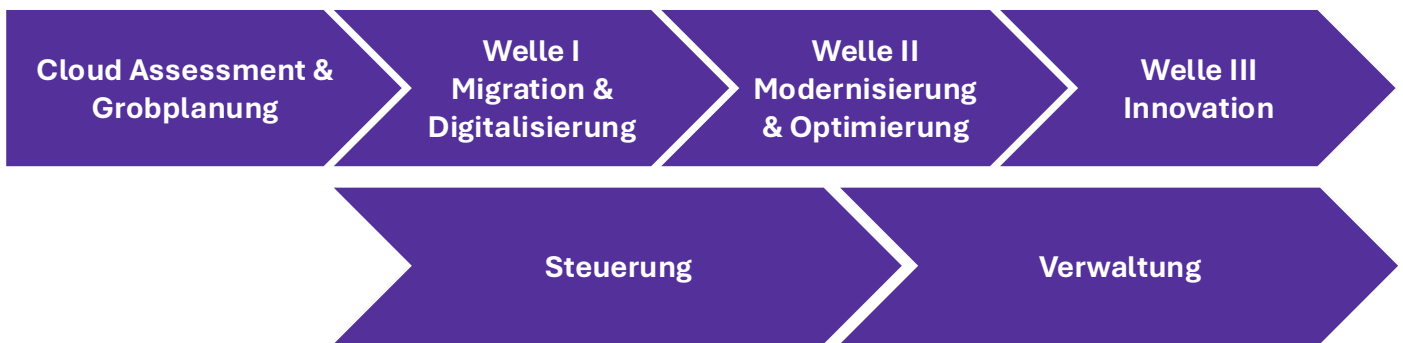 Cloud Assessment &
Grobplanung
Welle I
Migration &
Digitalisierung
Welle II
Modernisierung
& Optimierung
Welle III
Innovation
Steuerung
Verwaltung